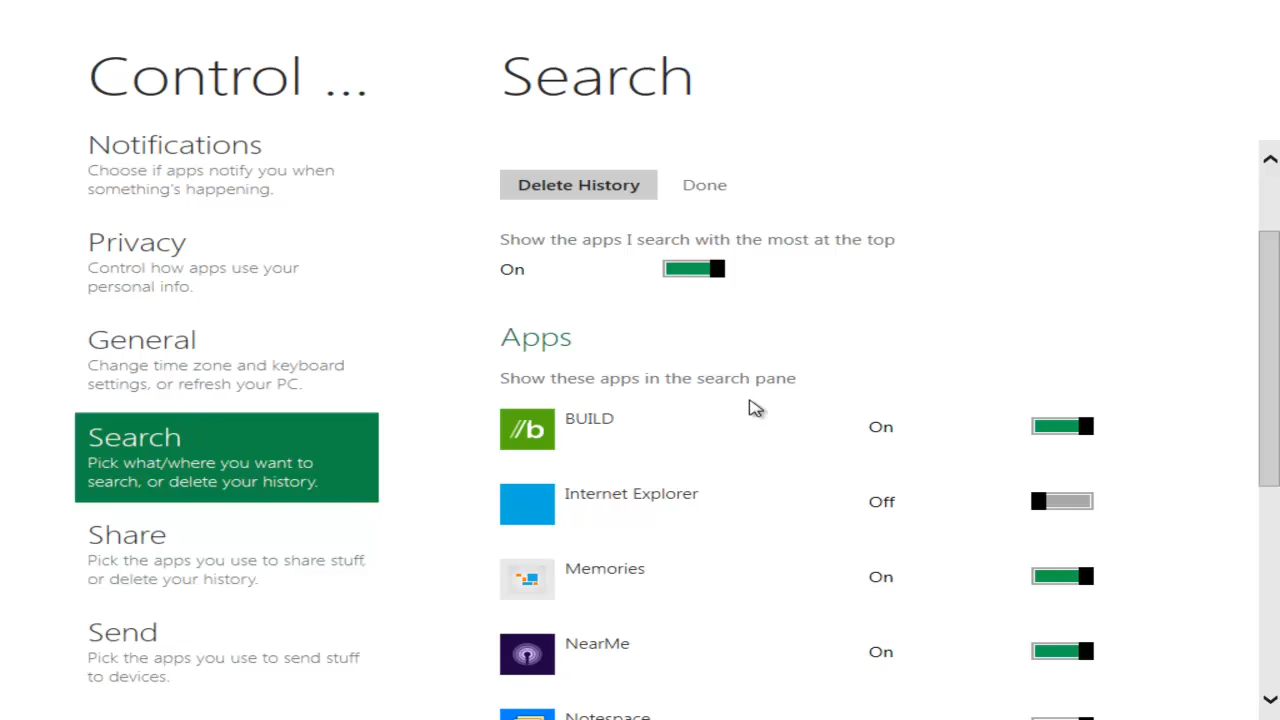 Control ...
Notifications
Choose if apps notify you when
something's happening.
Privacy
Control how apps use your
personal info.
General
Change time zone and keyboard
settings, or refresh your PC.
Search
Pick what/where you want to
search, or delete your history.
Share
Pick the apps you use to share stuff,
or delete your history.
Send
Pick the apps you use to send stuff
to devices.
Search
Delete History Done
Show the apps I search with the most at the top
On
Apps
Show these apps in the search pane
//b BUILD On
Internet Explorer Off
Memories On
NearMe On
Notespace